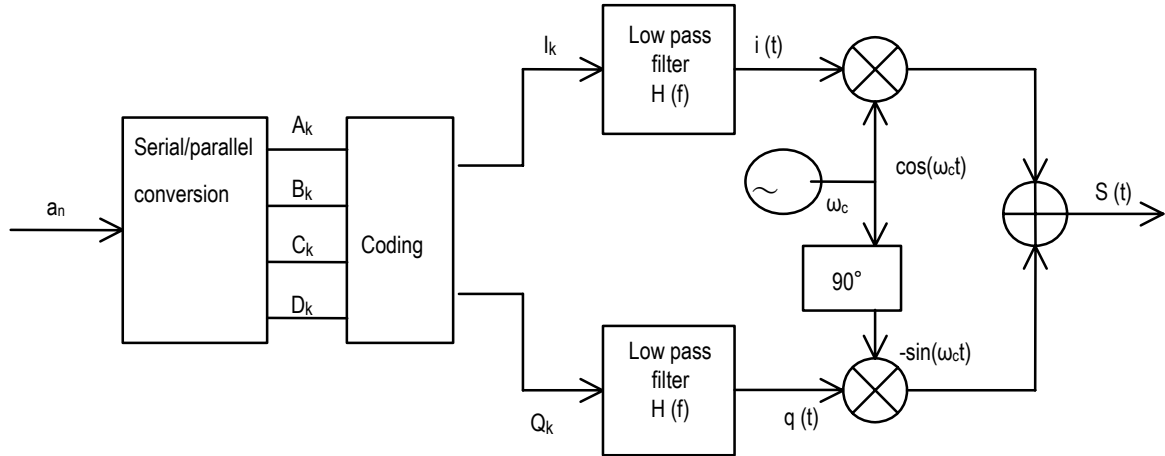 Low pass
filter
H (f)
Iₖ
i (t)
Serial/parallel
conversion
Aₖ
Bₖ
Cₖ
Dₖ
Coding
aₙ
~
ω꜀
cos(ω꜀t)
S (t)
90°
-sin(ω꜀t)
Low pass
filter
H (f)
Qₖ
q (t)